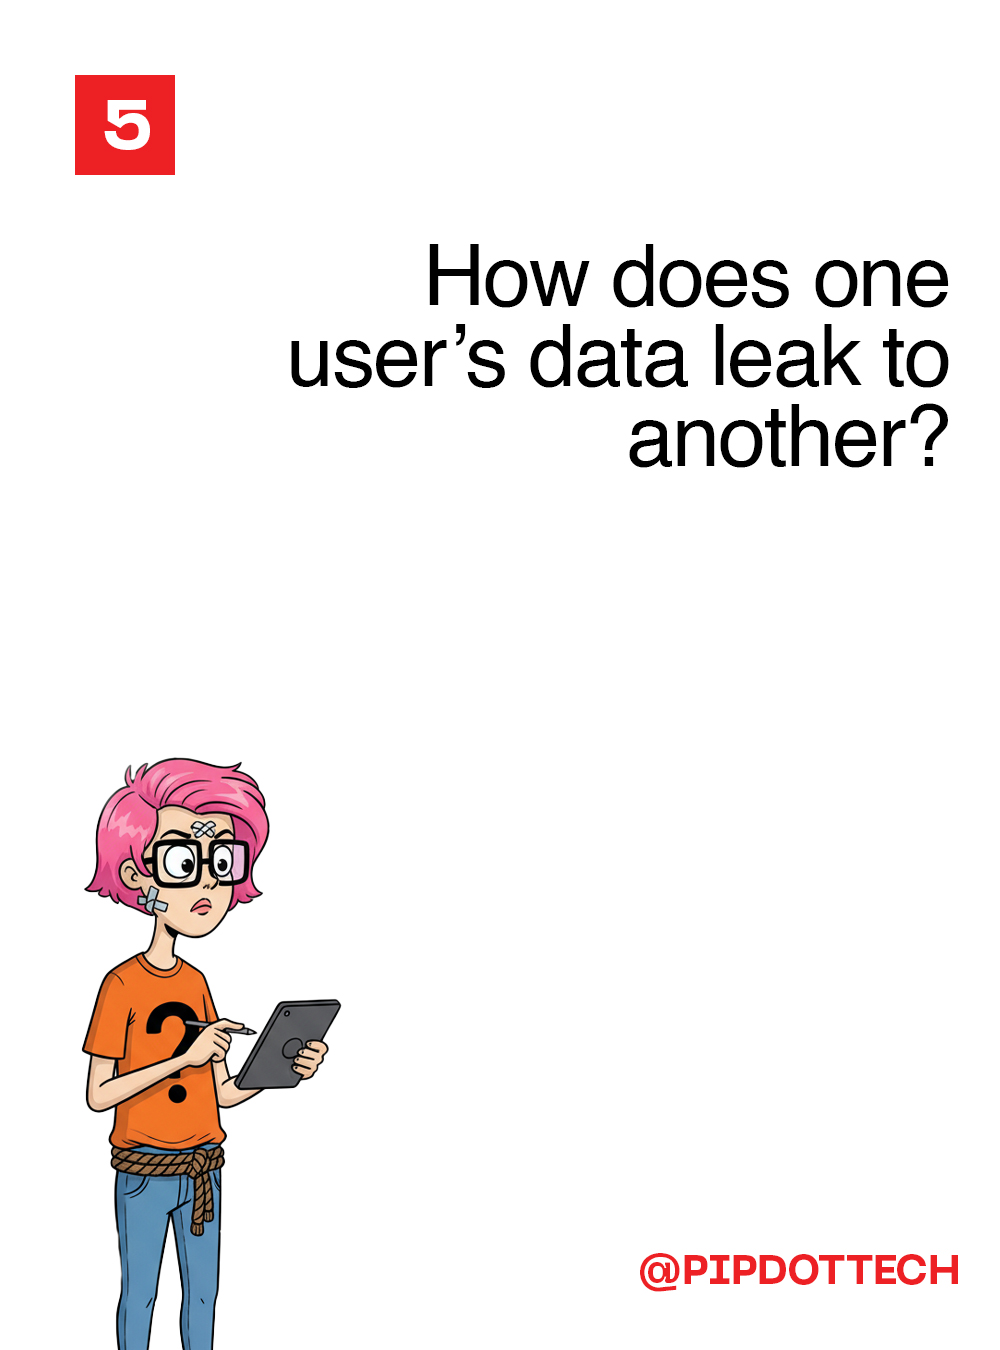 5
How does one
user’s data leak to
another?
?
@PIPDOTTECH